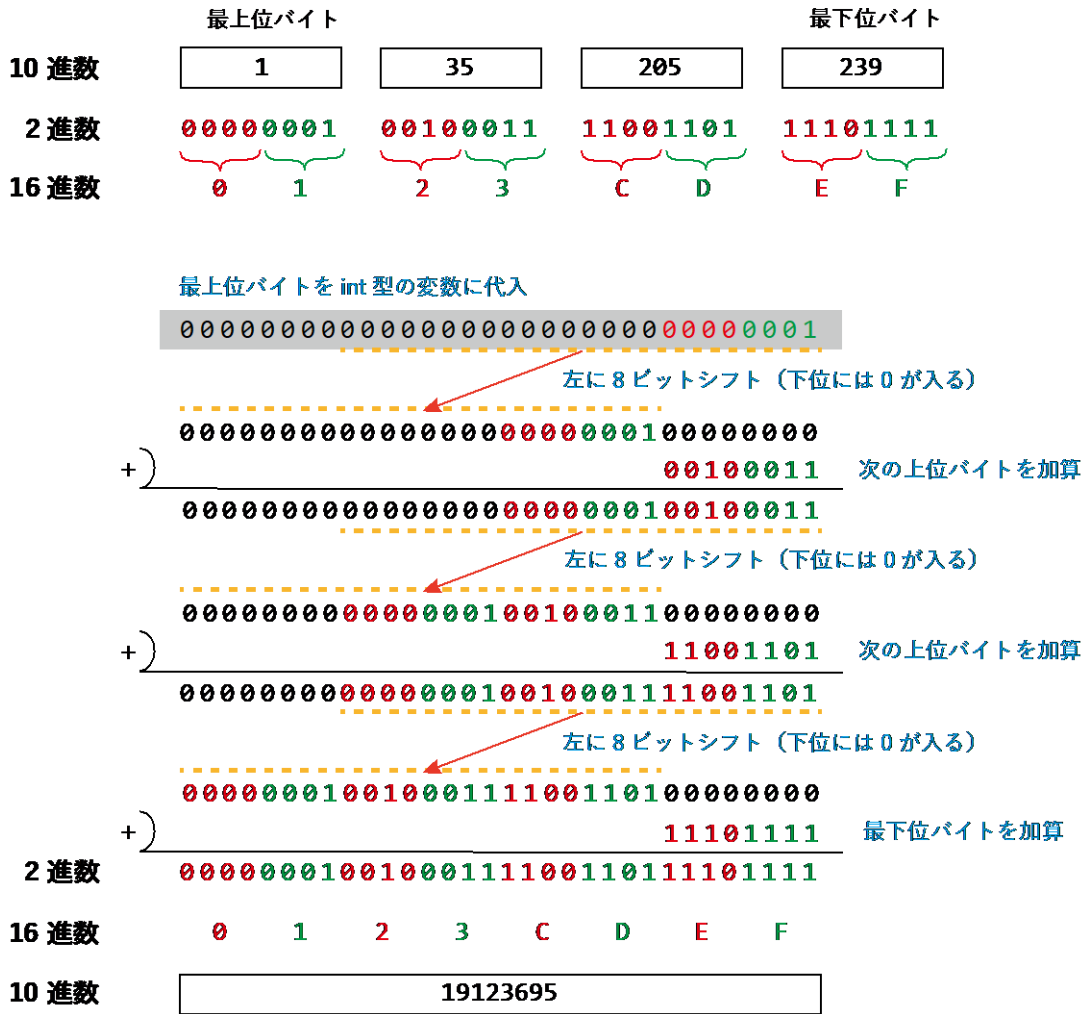 最上位バイト 最下位バイト
10 進数 1 35 205 239
2 進数 00000001 00100011 11001101 11101111
16 進数 0 1 2 3 C D E F
最上位バイトを int 型の変数に代入
00000000000000000000000000000001
左に 8 ビットシフト（下位には 0 が入る）
00000000000000000000000100000000
+ 00100011 次の上位バイトを加算
00000000000000000000000100100011
左に 8 ビットシフト（下位には 0 が入る）
00000000000000010010001100000000
+ 11001101 次の上位バイトを加算
00000000000000010010001111001101
左に 8 ビットシフト（下位には 0 が入る）
00000001001000111100110100000000
+ 11101111 最下位バイトを加算
2 進数 00000001001000111100110111101111
16 進数 0 1 2 3 C D E F
10 進数 19123695